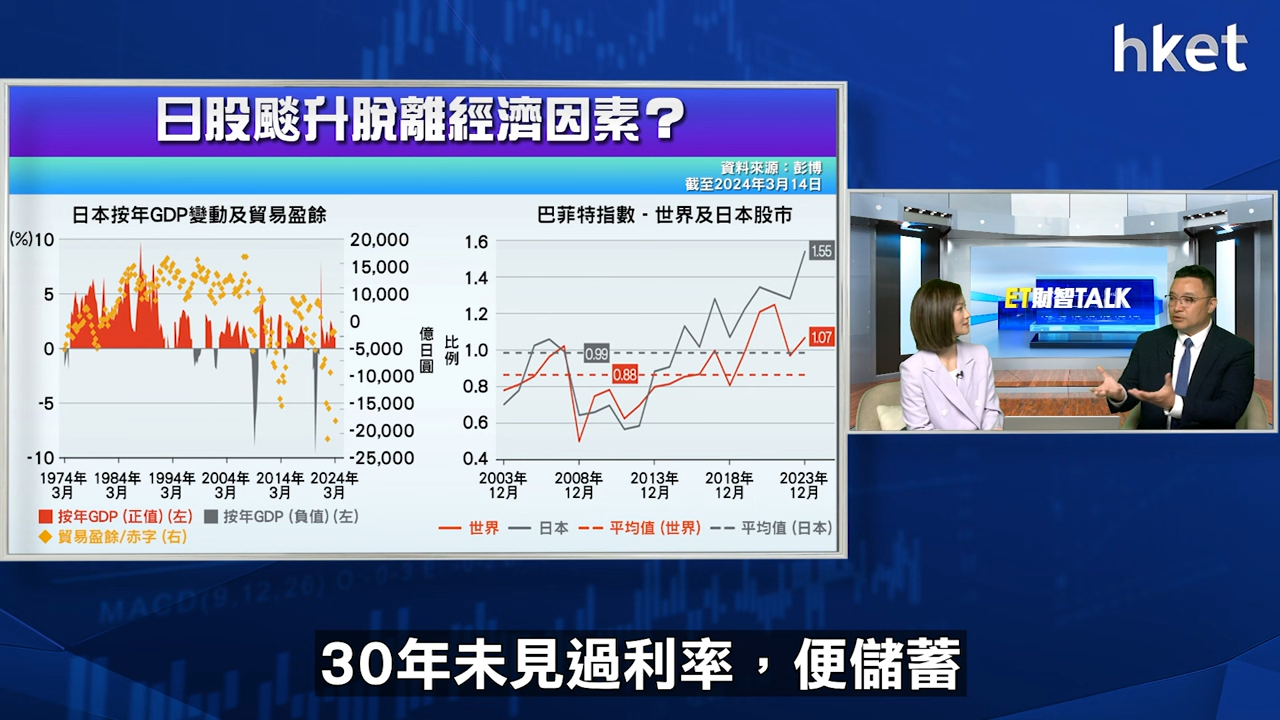 hket
日股飈升脫離經濟因素？
資料來源：彭博
截至2024年3月14日
日本按年GDP變動及貿易盈餘
(%)
10
5
0
-5
-10
20,000
15,000
10,000
0
-5,000
-10,000
-15,000
-20,000
-25,000
億日圓
1974年3月
1984年3月
1994年3月
2004年3月
2014年3月
2024年3月
按年GDP (正值) (左)
按年GDP (負值) (左)
貿易盈餘/赤字 (右)
巴菲特指數 - 世界及日本股市
比例
1.6
1.4
1.2
1.0
0.8
0.6
0.4
1.55
1.07
0.99
0.88
2003年12月
2008年12月
2013年12月
2018年12月
2023年12月
世界
日本
平均值 (世界)
平均值 (日本)
ET財智TALK
MACD(9,12,26)
30年未見過利率，便儲蓄